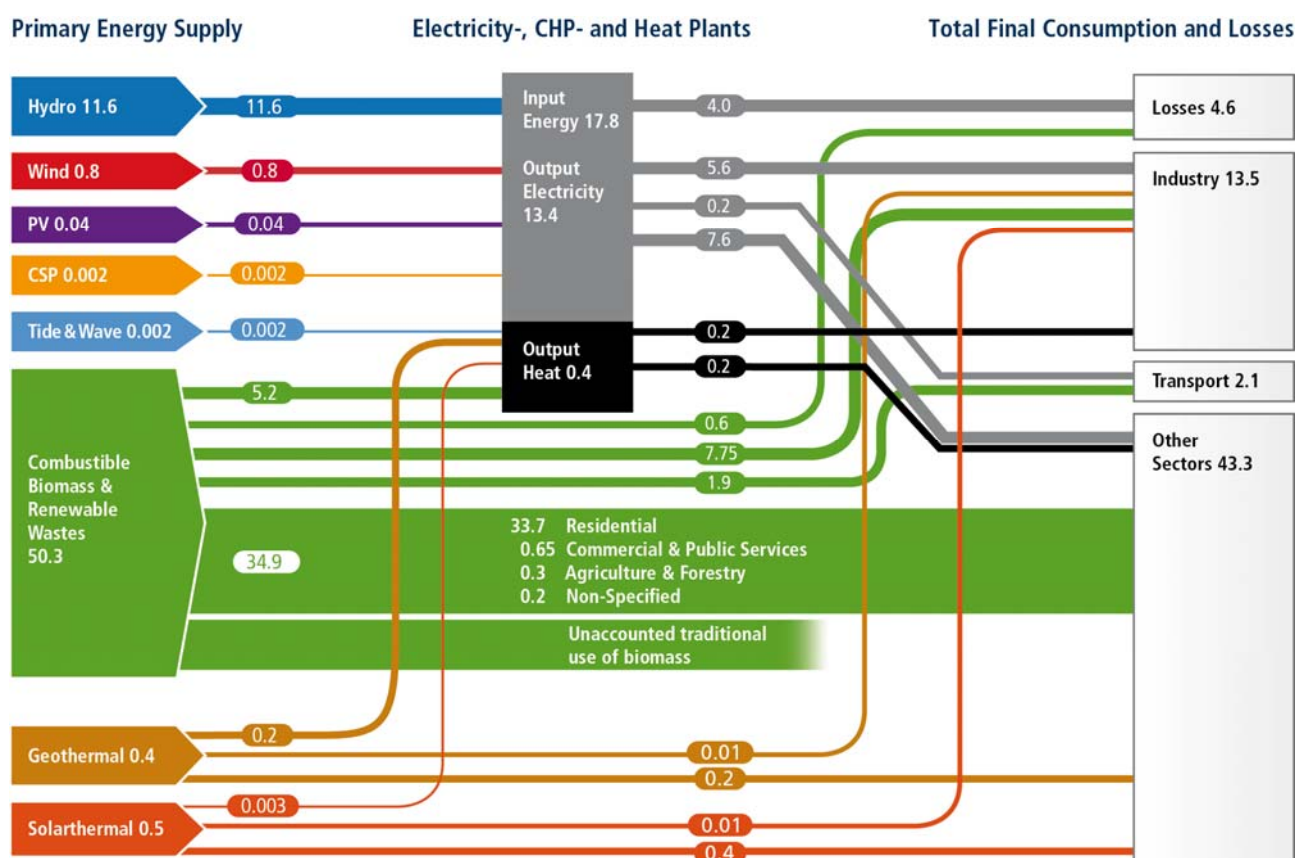 Primary Energy Supply
Electricity-, CHP- and Heat Plants
Total Final Consumption and Losses
Hydro 11.6
11.6
Input
Energy 17.8
4.0
Losses 4.6
Wind 0.8
0.8
Output
Electricity
13.4
5.6
Industry 13.5
0.2
PV 0.04
0.04
7.6
CSP 0.002
0.002
Tide & Wave 0.002
0.002
0.2
Output
Heat 0.4
0.2
Transport 2.1
5.2
0.6
7.75
1.9
Other
Sectors 43.3
Combustible
Biomass &
Renewable
Wastes
50.3
34.9
33.7 Residential
0.65 Commercial & Public Services
0.3 Agriculture & Forestry
0.2 Non-Specified
Unaccounted traditional
use of biomass
0.2
Geothermal 0.4
0.01
0.2
0.003
Solarthermal 0.5
0.01
0.4